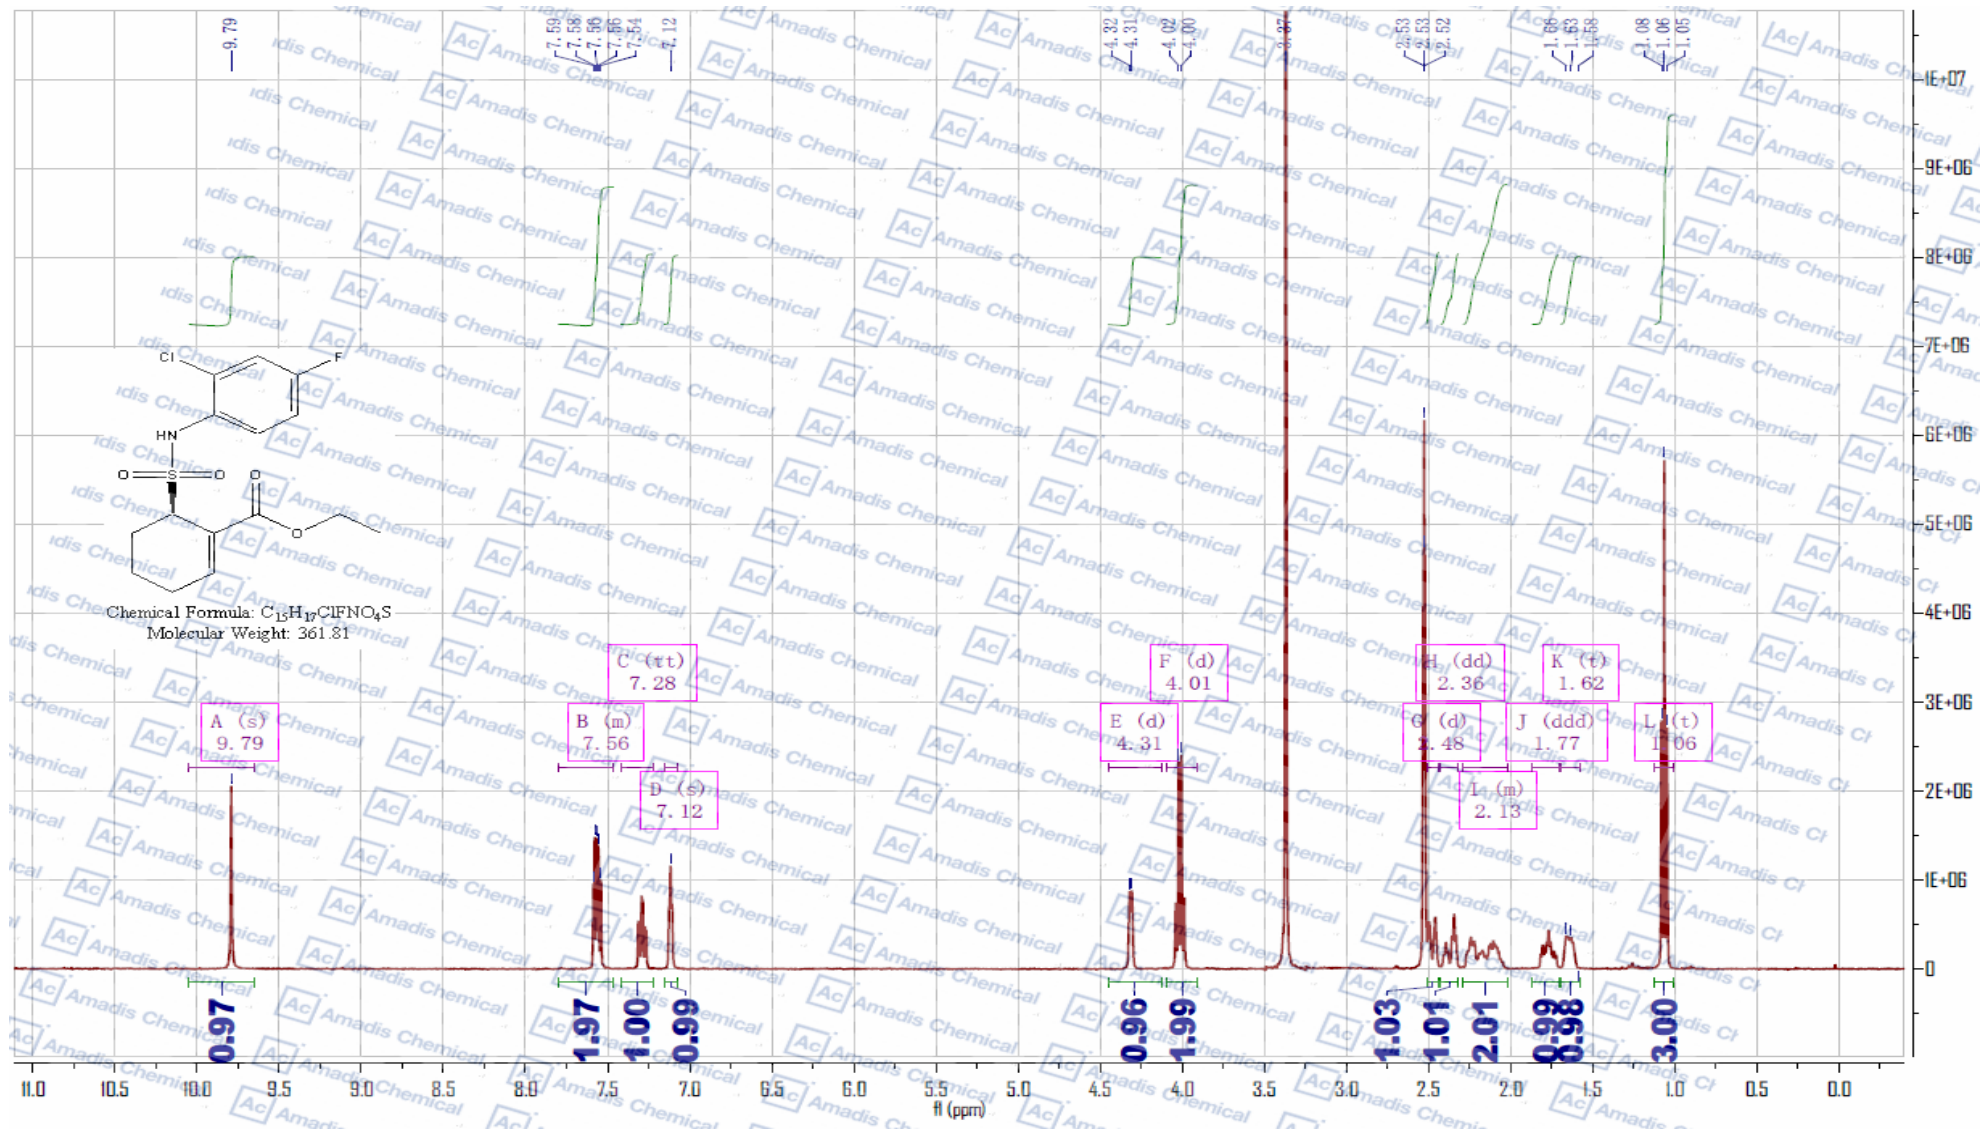 9.79
7.59
7.58
7.56
7.56
7.54
7.12
4.32
4.31
4.02
4.00
3.37
2.53
2.53
2.52
1.66
1.63
1.58
1.08
1.06
1.05
1E+07
9E+06
8E+06
7E+06
6E+06
5E+06
4E+06
3E+06
2E+06
1E+06
0
Cl
F
HN
O
S
O
O
O
Chemical Formula: C₁₅H₁₇ClFNO₄S
Molecular Weight: 361.81
C (tt)
7.28
F (d)
4.01
H (dd)
2.36
K (t)
1.62
A (s)
9.79
B (m)
7.56
E (d)
4.31
G (d)
2.48
J (ddd)
1.77
L (t)
1.06
D (s)
7.12
I (m)
2.13
0.97
1.97
1.00
0.99
0.96
1.99
1.03
1.01
2.01
0.99
0.98
3.00
11.0 10.5 10.0 9.5 9.0 8.5 8.0 7.5 7.0 6.5 6.0 5.5 5.0 4.5 4.0 3.5 3.0 2.5 2.0 1.5 1.0 0.5 0.0
f1 (ppm)
Ac Amadis Chemical